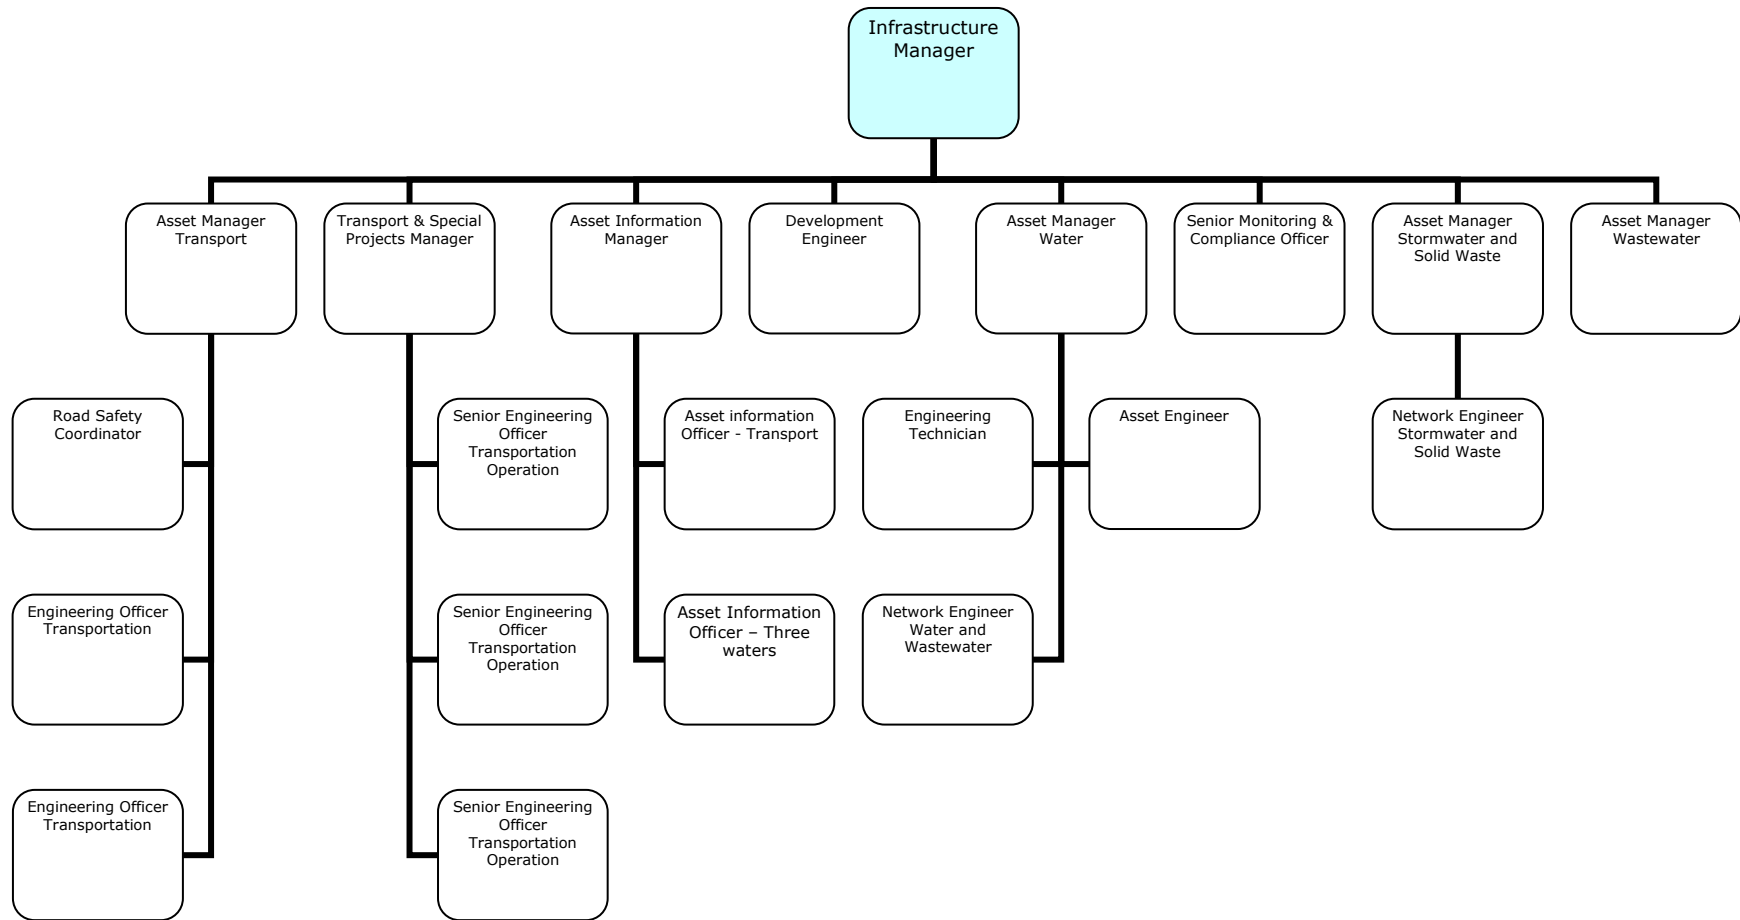 Infrastructure
Manager
Asset Manager
Transport
Transport & Special
Projects Manager
Asset Information
Manager
Development
Engineer
Asset Manager
Water
Senior Monitoring &
Compliance Officer
Asset Manager
Stormwater and
Solid Waste
Asset Manager
Wastewater
Road Safety
Coordinator
Senior Engineering
Officer
Transportation
Operation
Asset information
Officer - Transport
Engineering
Technician
Asset Engineer
Network Engineer
Stormwater and
Solid Waste
Engineering Officer
Transportation
Senior Engineering
Officer
Transportation
Operation
Asset Information
Officer – Three
waters
Network Engineer
Water and
Wastewater
Engineering Officer
Transportation
Senior Engineering
Officer
Transportation
Operation